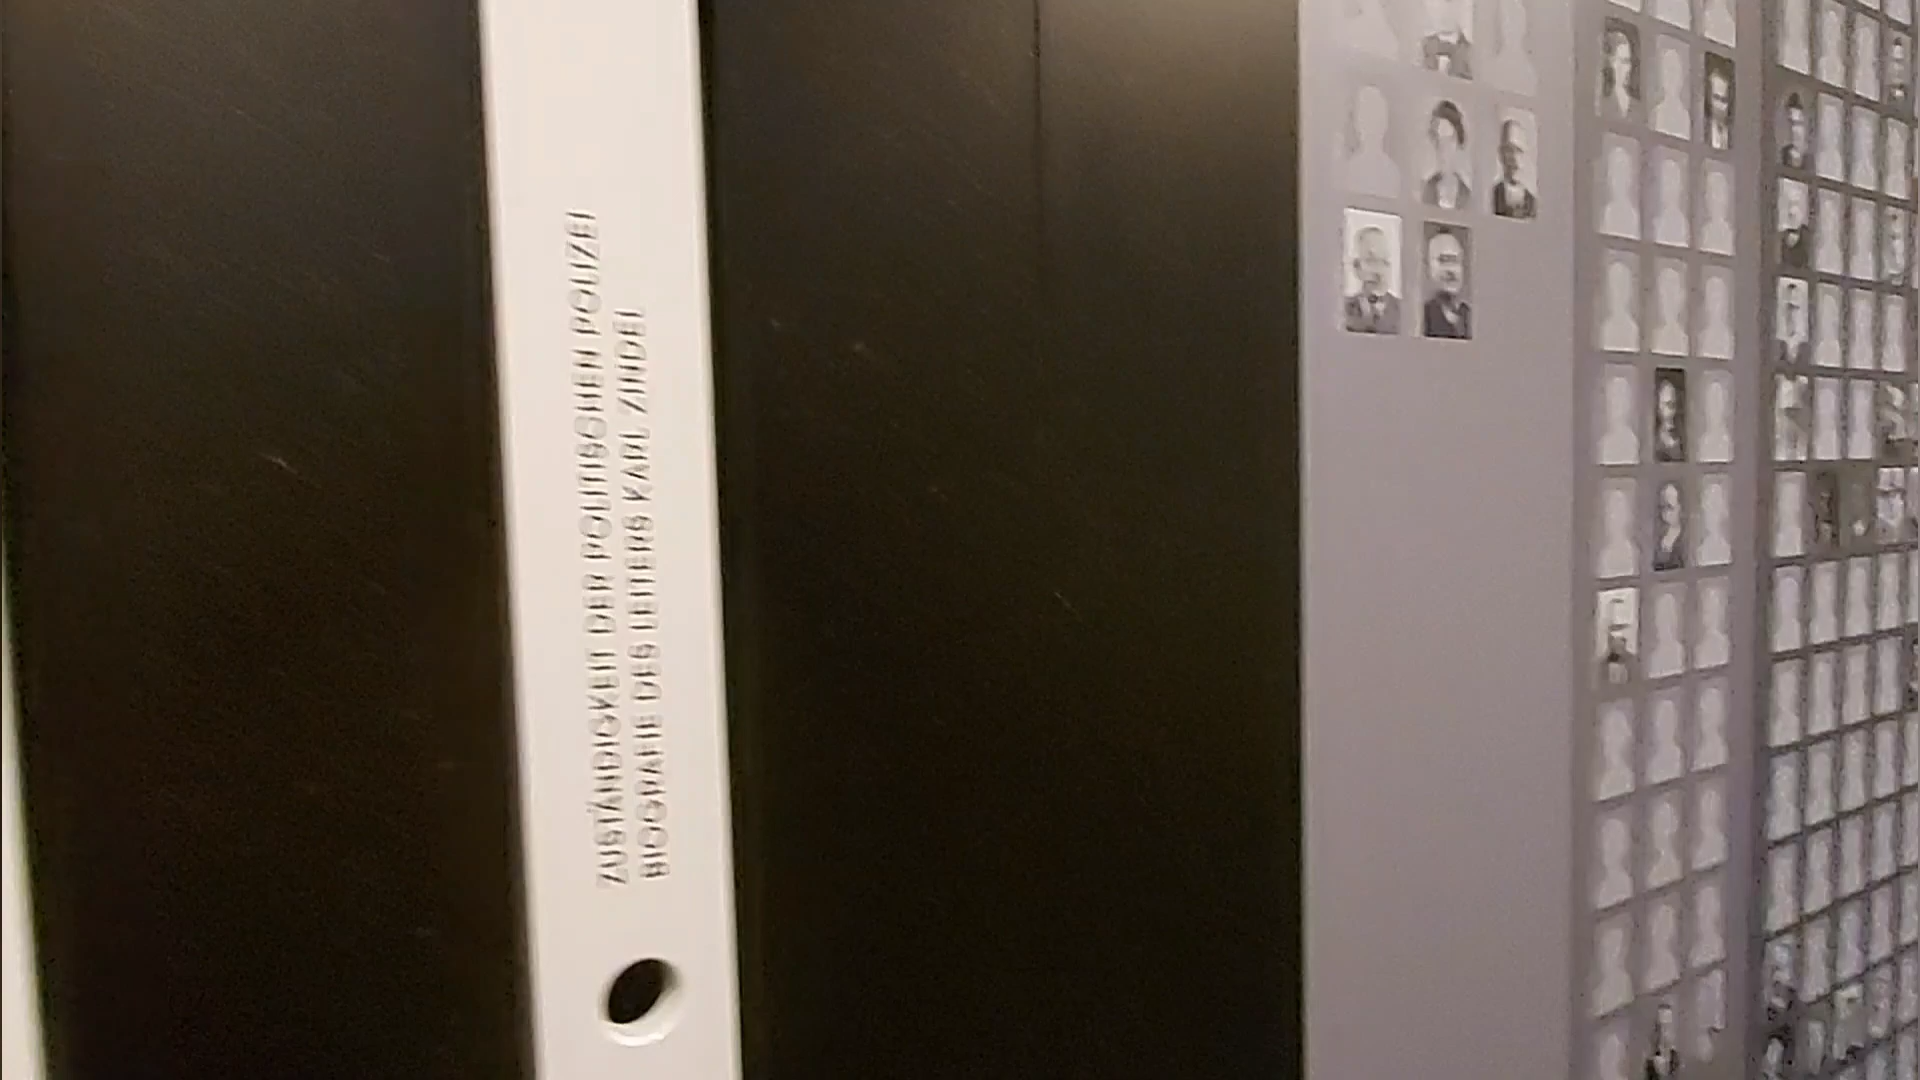 ZUSTÄNDIGKEIT DER POLITISCHEN POLIZEI
BIOGRAFIE DES LEITERS KARL ZINDEL